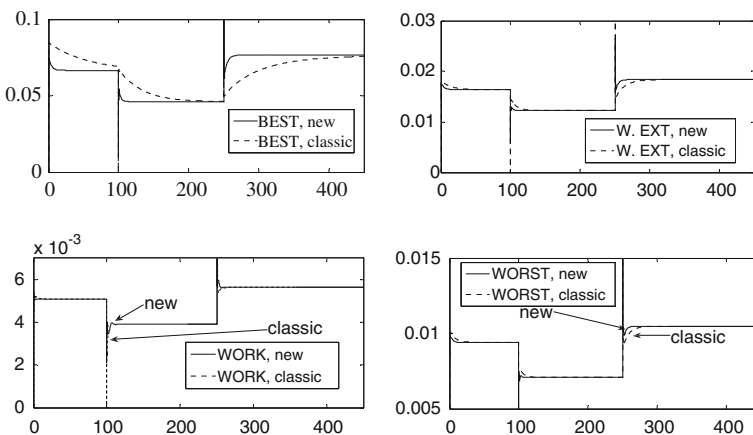 0.1
0.05
0
BEST, new
BEST, classic
0 100 200 300 400
0.03
0.02
0.01
0
W. EXT, new
W. EXT, classic
0 100 200 300 400
x 10⁻³
6
4
2
0
new
classic
WORK, new
WORK, classic
0 100 200 300 400
0.015
0.01
0.005
WORST, new
WORST, classic
new
classic
0 100 200 300 400